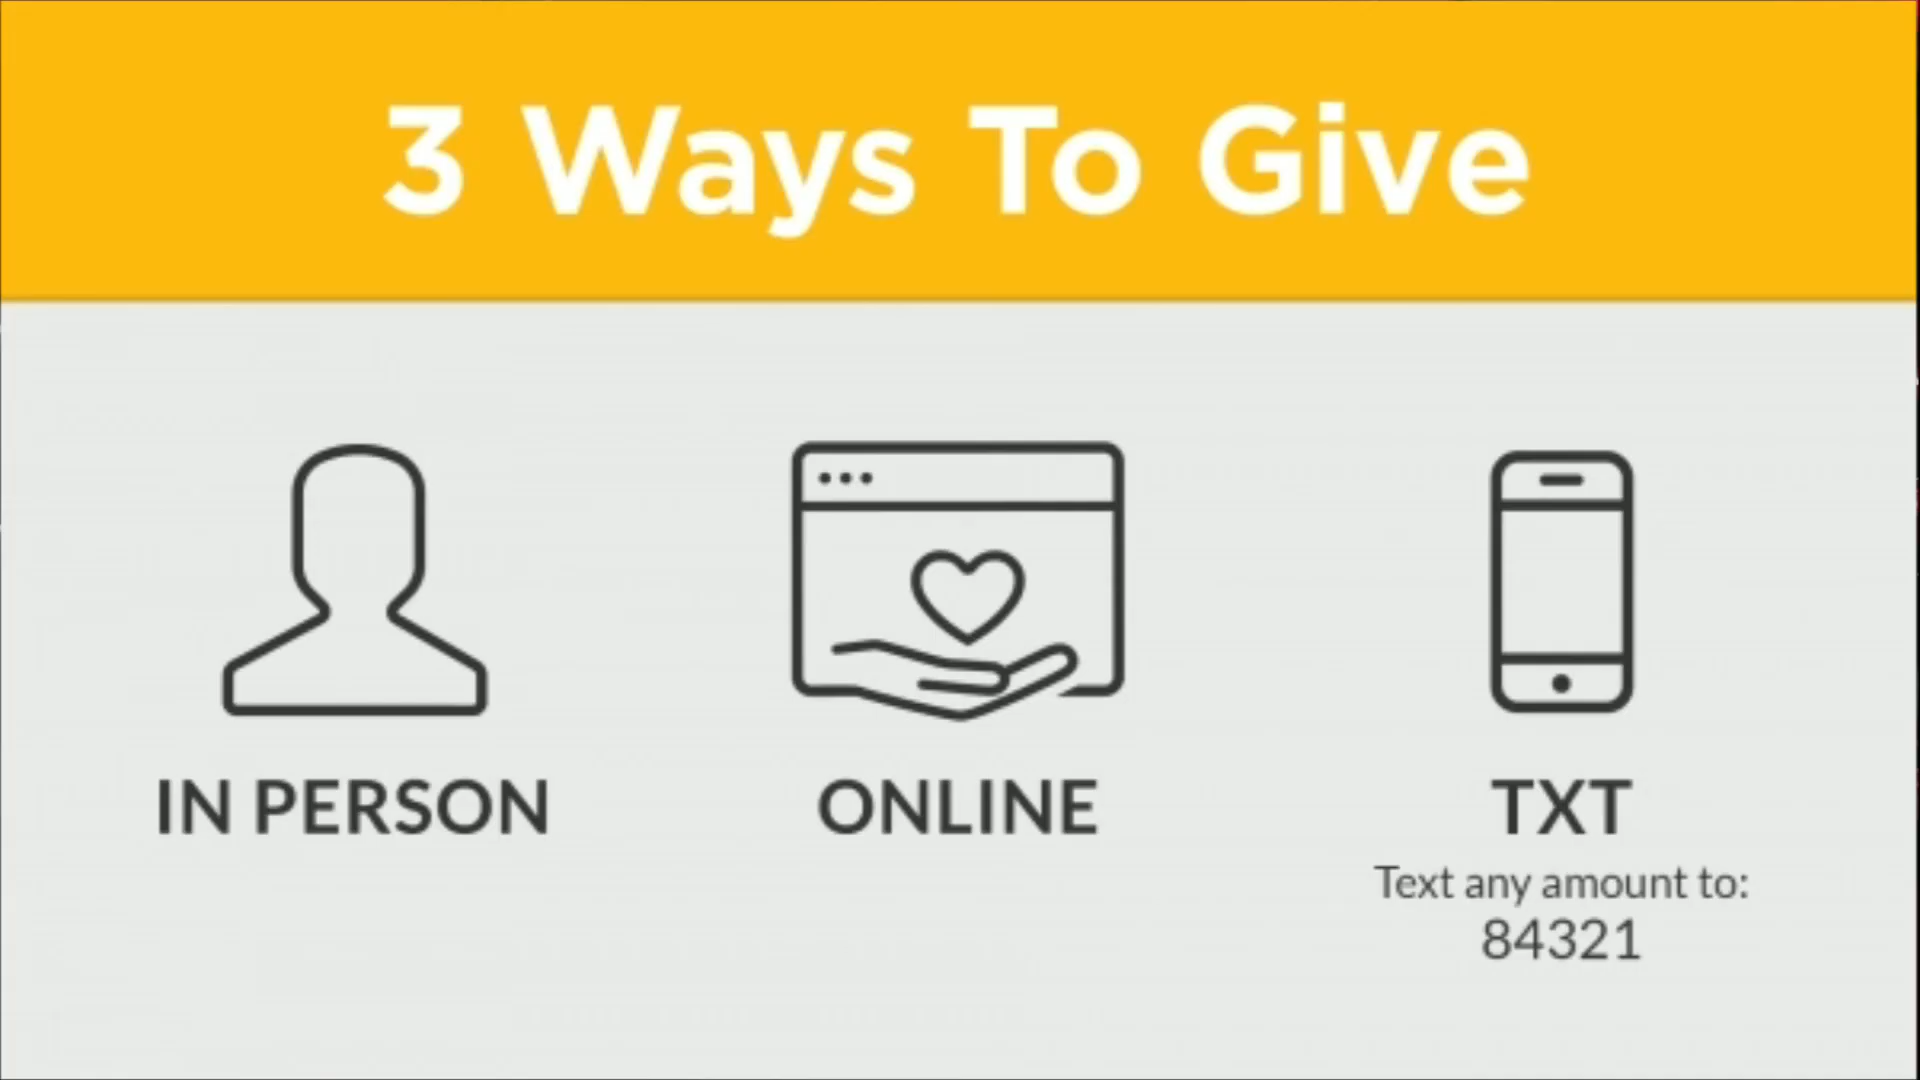 3 Ways To Give
IN PERSON
ONLINE
TXT
Text any amount to:
84321